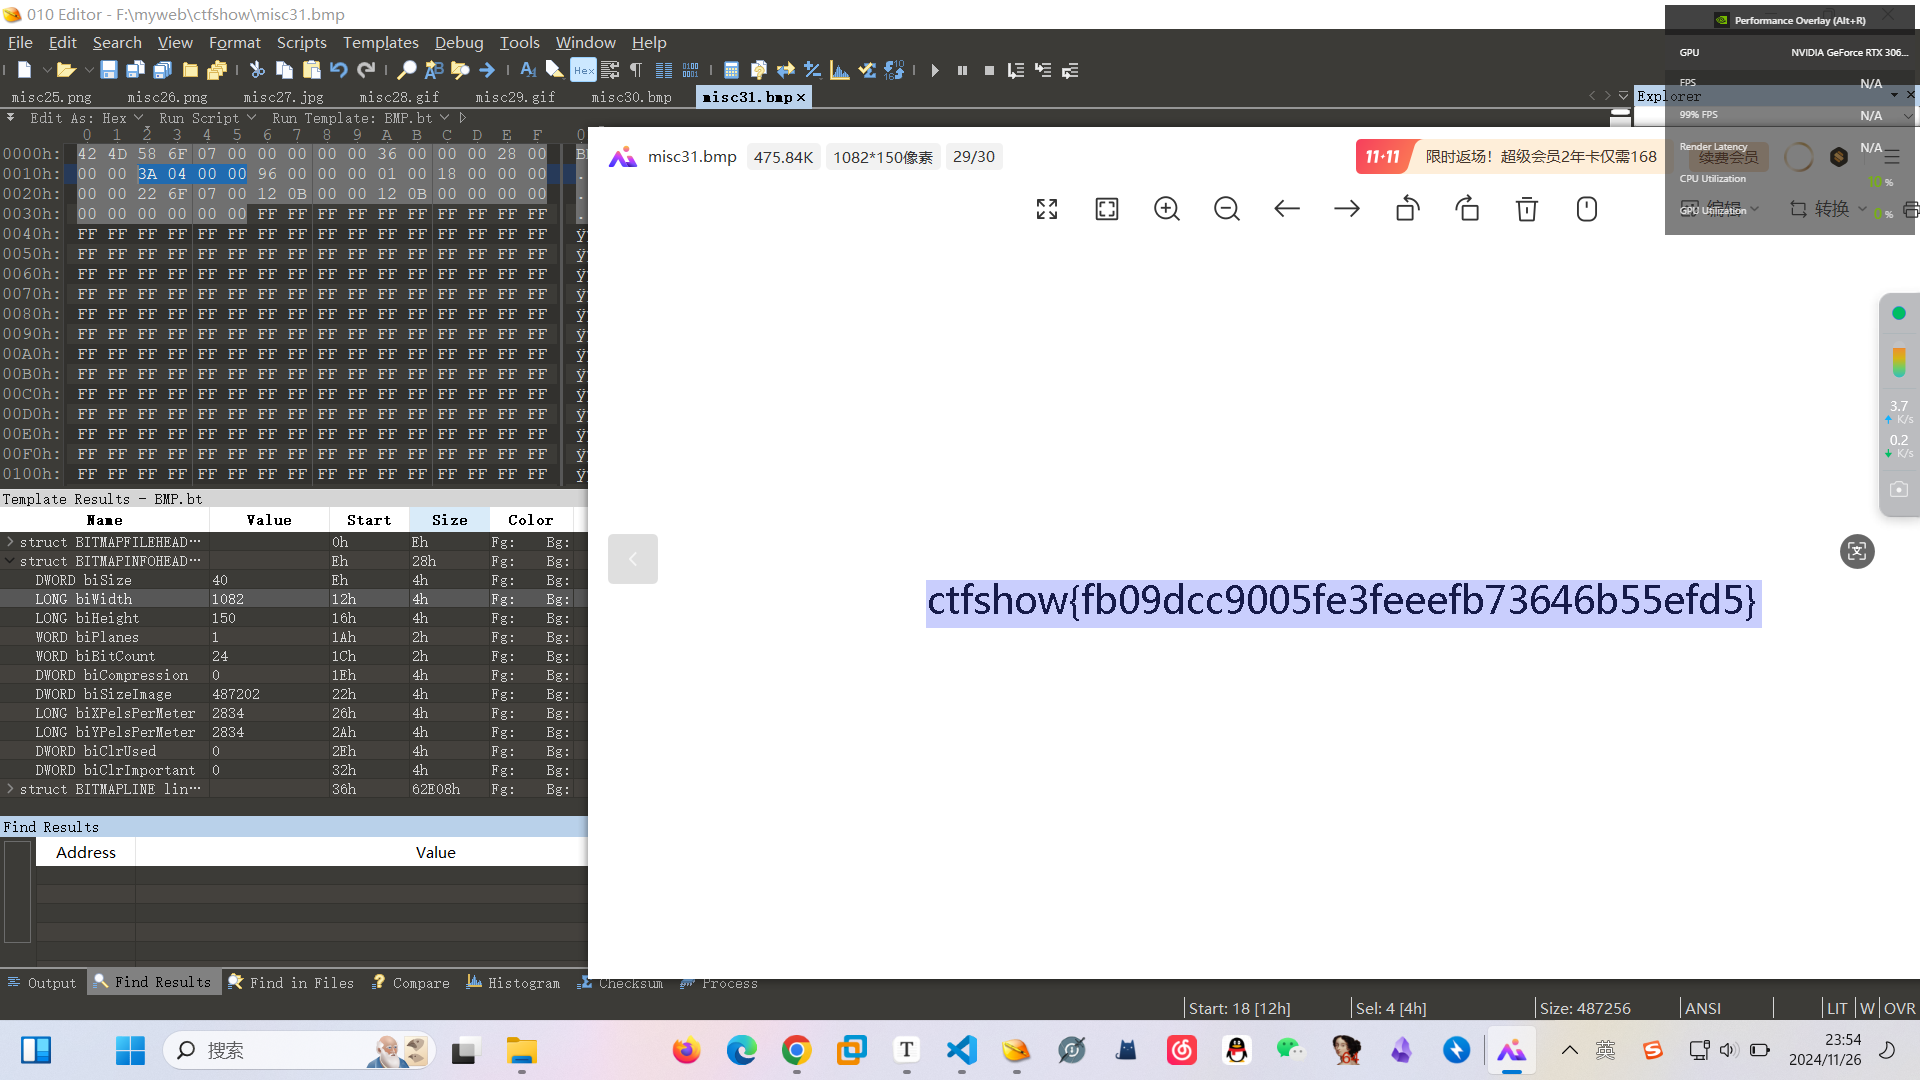 010 Editor - F:\myweb\ctfshow\misc31.bmp
File Edit Search View Format Scripts Templates Debug Tools Window Help
misc25.png misc26.png misc27.jpg misc28.gif misc29.gif misc30.bmp misc31.bmp ×
Edit As: Hex Run Script Run Template: BMP.bt
0 1 2 3 4 5 6 7 8 9 A B C D E F
0000h: 42 4D 58 6F 07 00 00 00 00 00 36 00 00 00 28 00
0010h: 00 00 3A 04 00 00 96 00 00 00 01 00 18 00 00 00
0020h: 00 00 22 6F 07 00 12 0B 00 00 12 0B 00 00 00 00
0030h: 00 00 00 00 00 00 FF FF FF FF FF FF FF FF FF FF
0040h: FF FF FF FF FF FF FF FF FF FF FF FF FF FF FF FF
0050h: FF FF FF FF FF FF FF FF FF FF FF FF FF FF FF FF
0060h: FF FF FF FF FF FF FF FF FF FF FF FF FF FF FF FF
0070h: FF FF FF FF FF FF FF FF FF FF FF FF FF FF FF FF
0080h: FF FF FF FF FF FF FF FF FF FF FF FF FF FF FF FF
0090h: FF FF FF FF FF FF FF FF FF FF FF FF FF FF FF FF
00A0h: FF FF FF FF FF FF FF FF FF FF FF FF FF FF FF FF
00B0h: FF FF FF FF FF FF FF FF FF FF FF FF FF FF FF FF
00C0h: FF FF FF FF FF FF FF FF FF FF FF FF FF FF FF FF
00D0h: FF FF FF FF FF FF FF FF FF FF FF FF FF FF FF FF
00E0h: FF FF FF FF FF FF FF FF FF FF FF FF FF FF FF FF
00F0h: FF FF FF FF FF FF FF FF FF FF FF FF FF FF FF FF
0100h: FF FF FF FF FF FF FF FF FF FF FF FF FF FF FF FF
Template Results - BMP.bt
Name Value Start Size Color
struct BITMAPFILEHEAD… 0h Eh Fg: Bg:
struct BITMAPINFOHEAD… Eh 28h Fg: Bg:
DWORD biSize 40 Eh 4h Fg: Bg:
LONG biWidth 1082 12h 4h Fg: Bg:
LONG biHeight 150 16h 4h Fg: Bg:
WORD biPlanes 1 1Ah 2h Fg: Bg:
WORD biBitCount 24 1Ch 2h Fg: Bg:
DWORD biCompression 0 1Eh 4h Fg: Bg:
DWORD biSizeImage 487202 22h 4h Fg: Bg:
LONG biXPelsPerMeter 2834 26h 4h Fg: Bg:
LONG biYPelsPerMeter 2834 2Ah 4h Fg: Bg:
DWORD biClrUsed 0 2Eh 4h Fg: Bg:
DWORD biClrImportant 0 32h 4h Fg: Bg:
struct BITMAPLINE lin… 36h 62E08h Fg: Bg:
Find Results
Address Value
Output Find Results Find in Files Compare Histogram Checksum Process
Start: 18 [12h] Sel: 4 [4h] Size: 487256 ANSI LIT W OVR
misc31.bmp 475.84K 1082*150像素 29/30
11·11 限时返场！超级会员2年卡仅需168 续费会员
编辑 转换
ctfshow{fb09dcc9005fe3feeefb73646b55efd5}
Explorer
Performance Overlay (Alt+R)
GPU NVIDIA GeForce RTX 306...
FPS N/A
99% FPS N/A
Render Latency N/A
CPU Utilization 10 %
GPU Utilization 0 %
3.7
K/s
0.2
K/s
搜索
英
23:54
2024/11/26